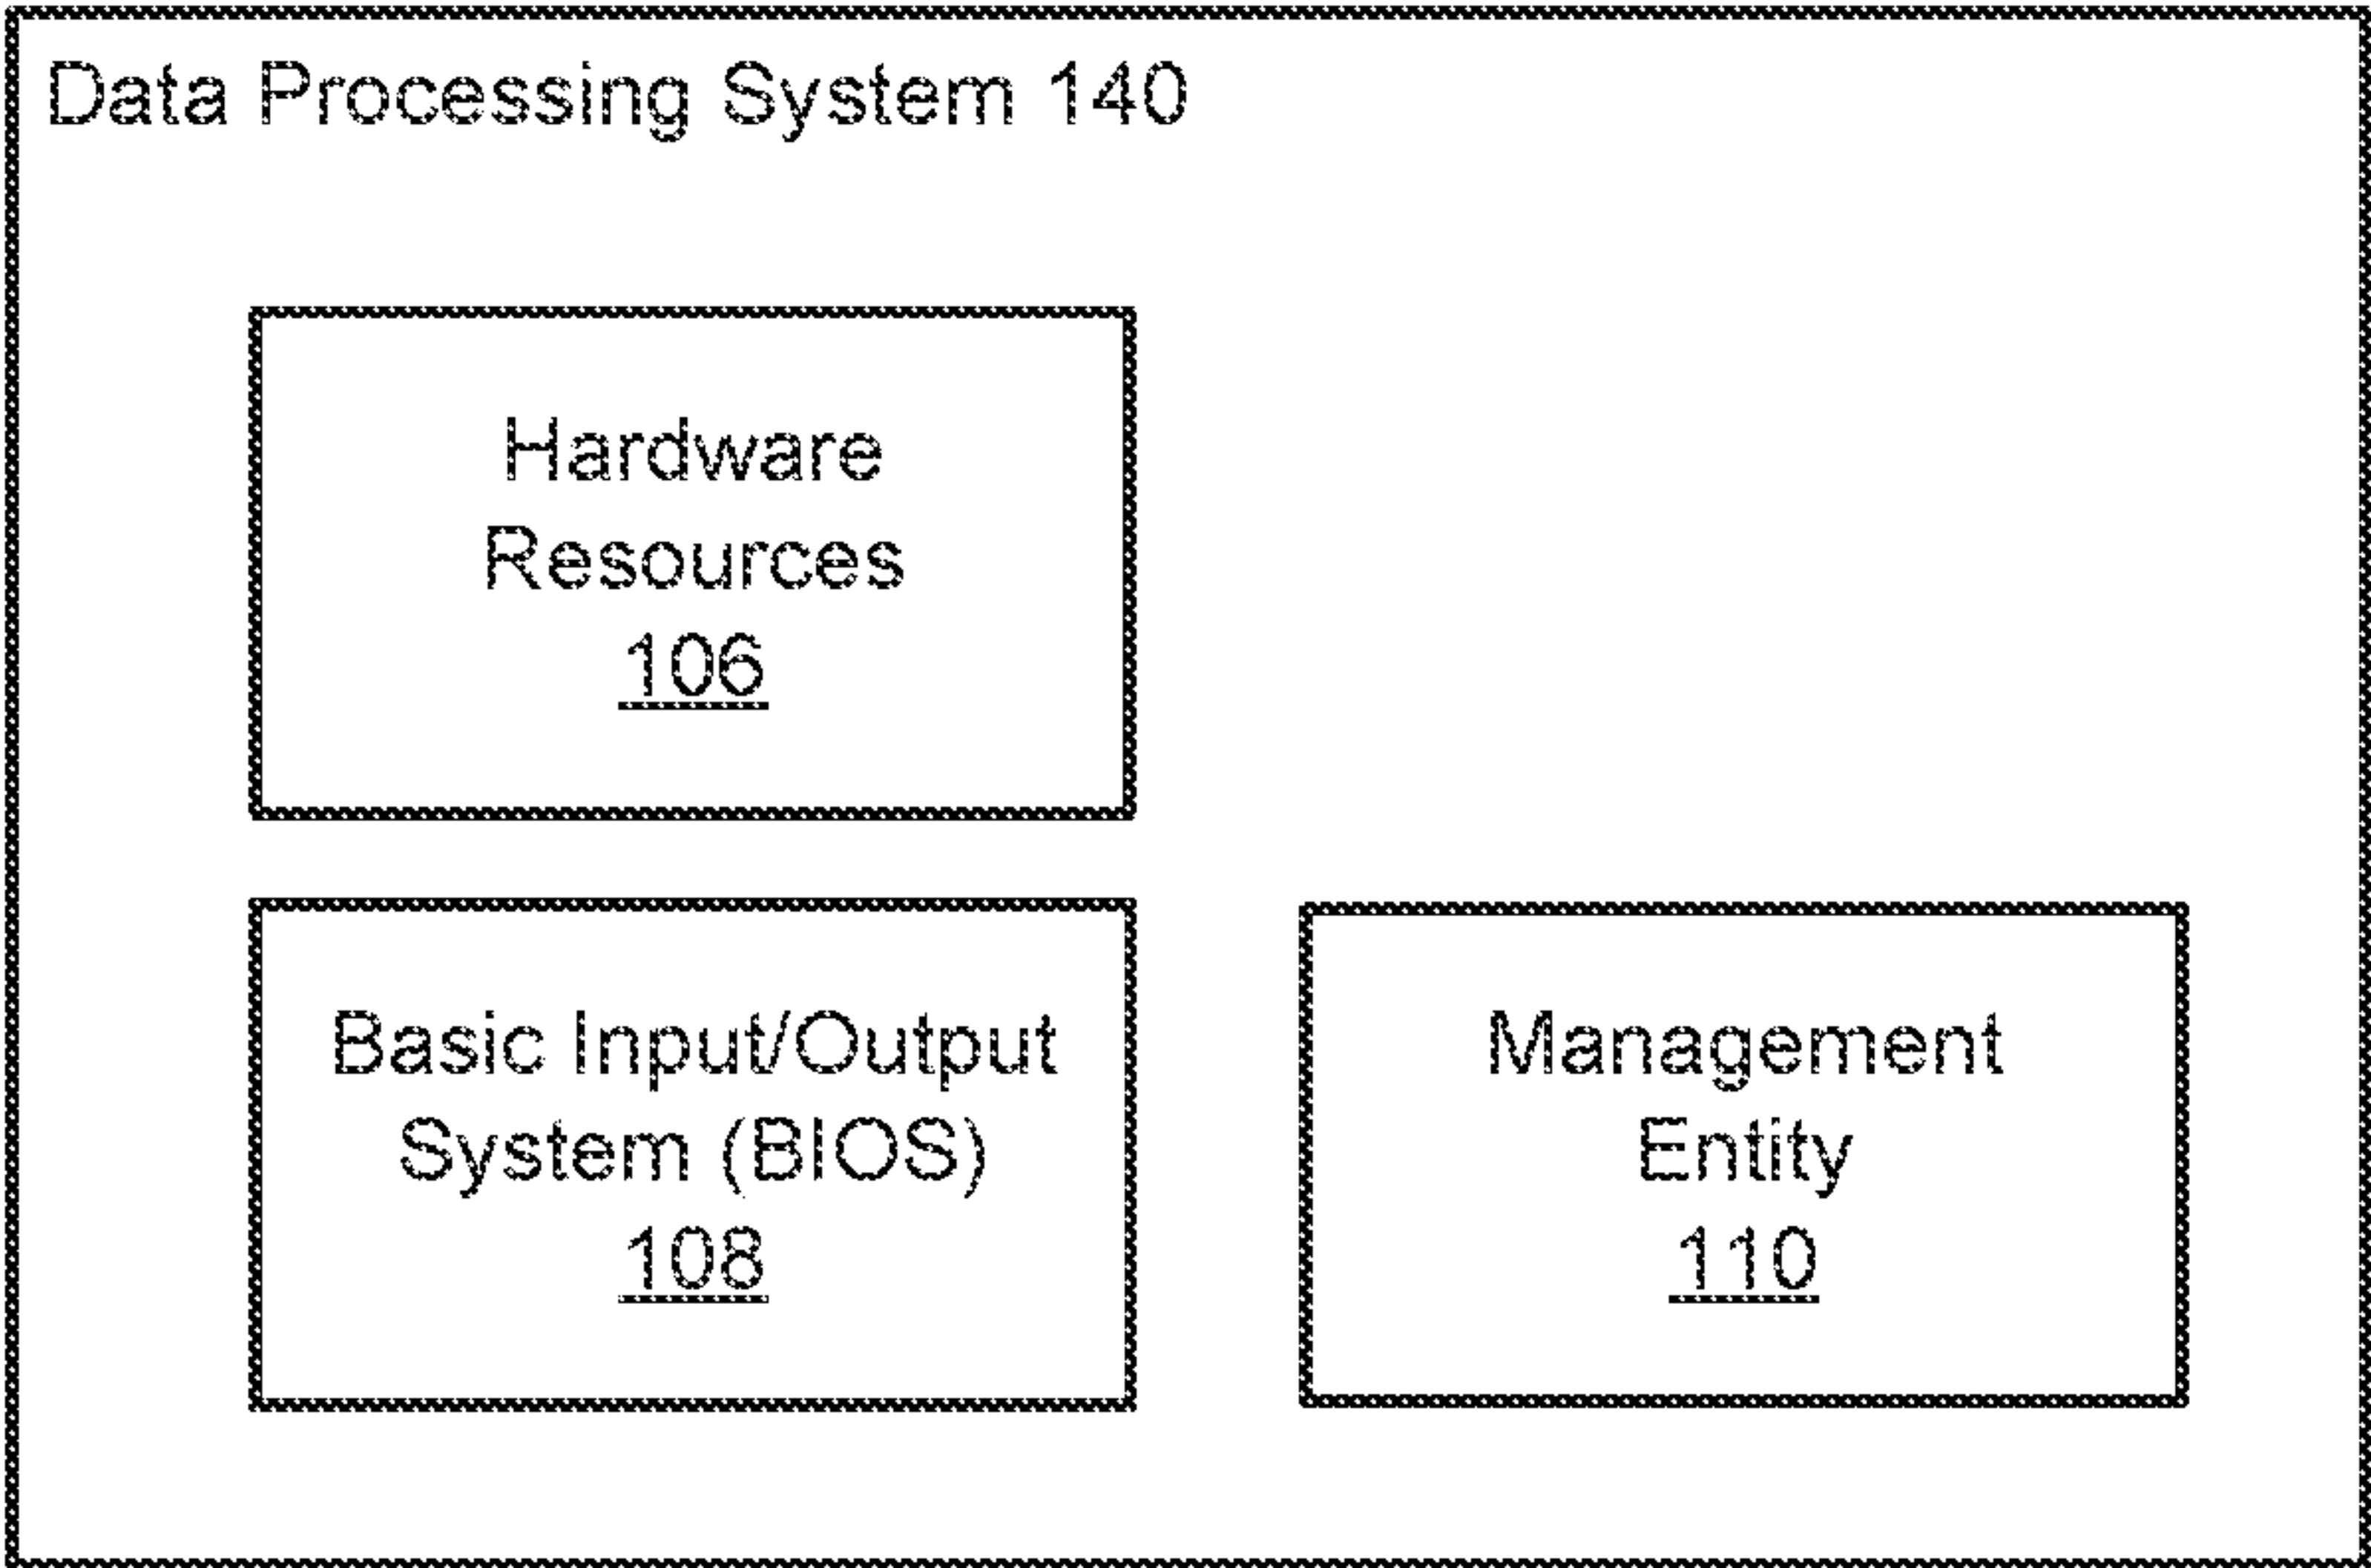 Data Processing System 140
Hardware
Resources
106
Basic Input/Output
System (BIOS)
108
Management
Entity
110